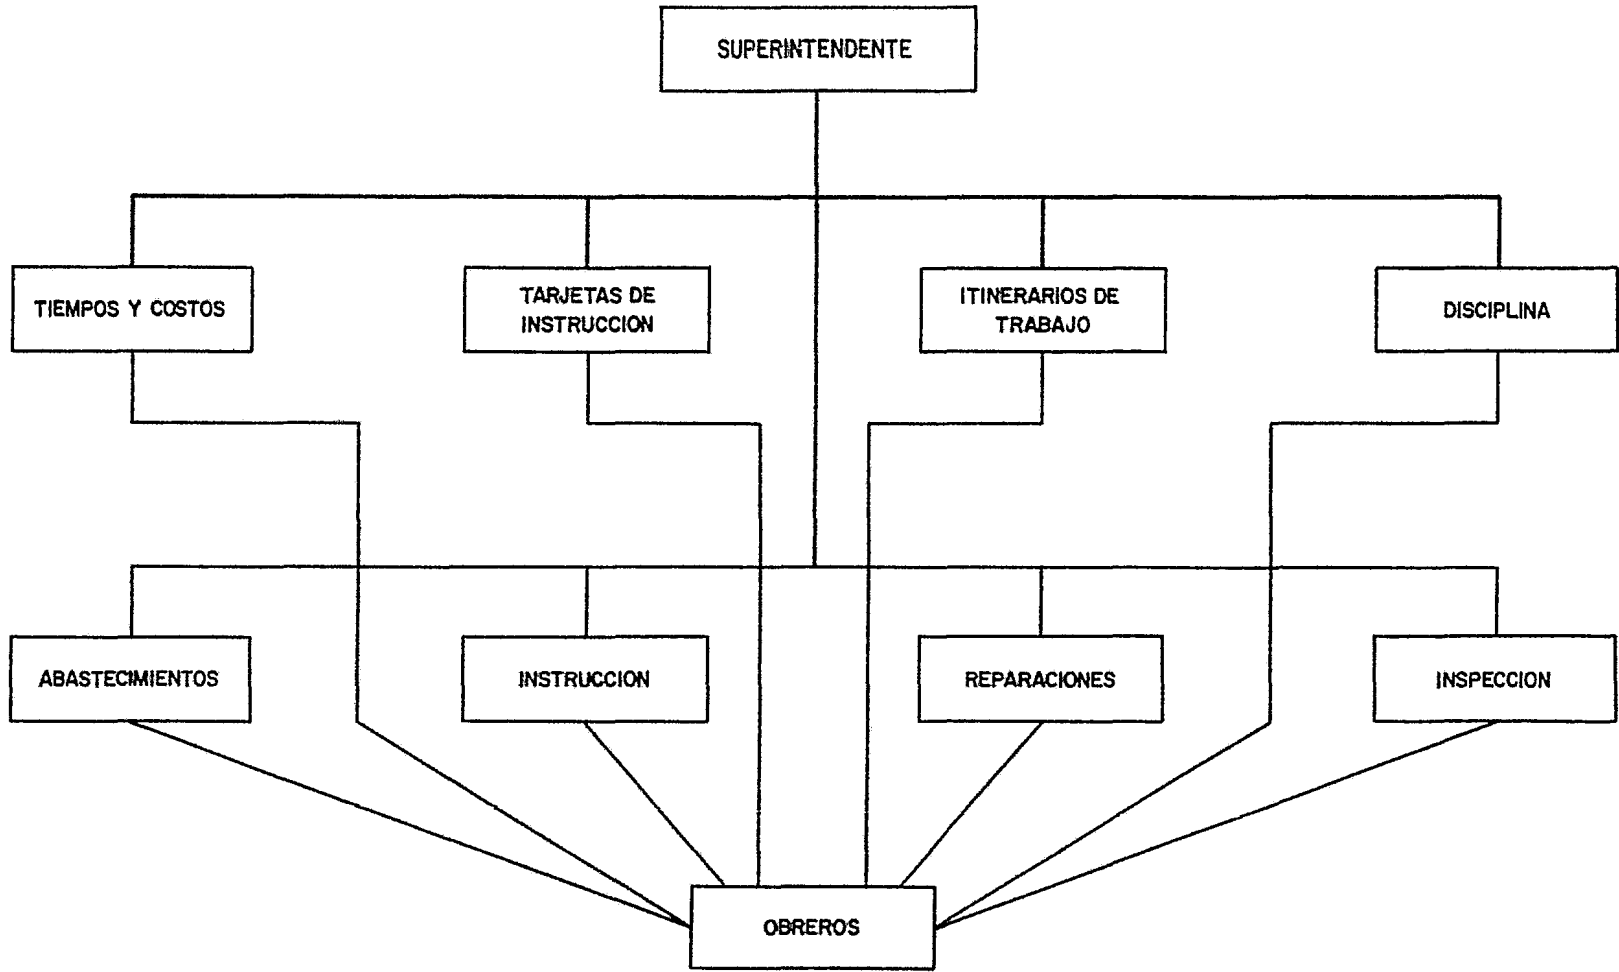 SUPERINTENDENTE
TIEMPOS Y COSTOS
TARJETAS DE
INSTRUCCION
ITINERARIOS DE
TRABAJO
DISCIPLINA
ABASTECIMIENTOS
INSTRUCCION
REPARACIONES
INSPECCION
OBREROS